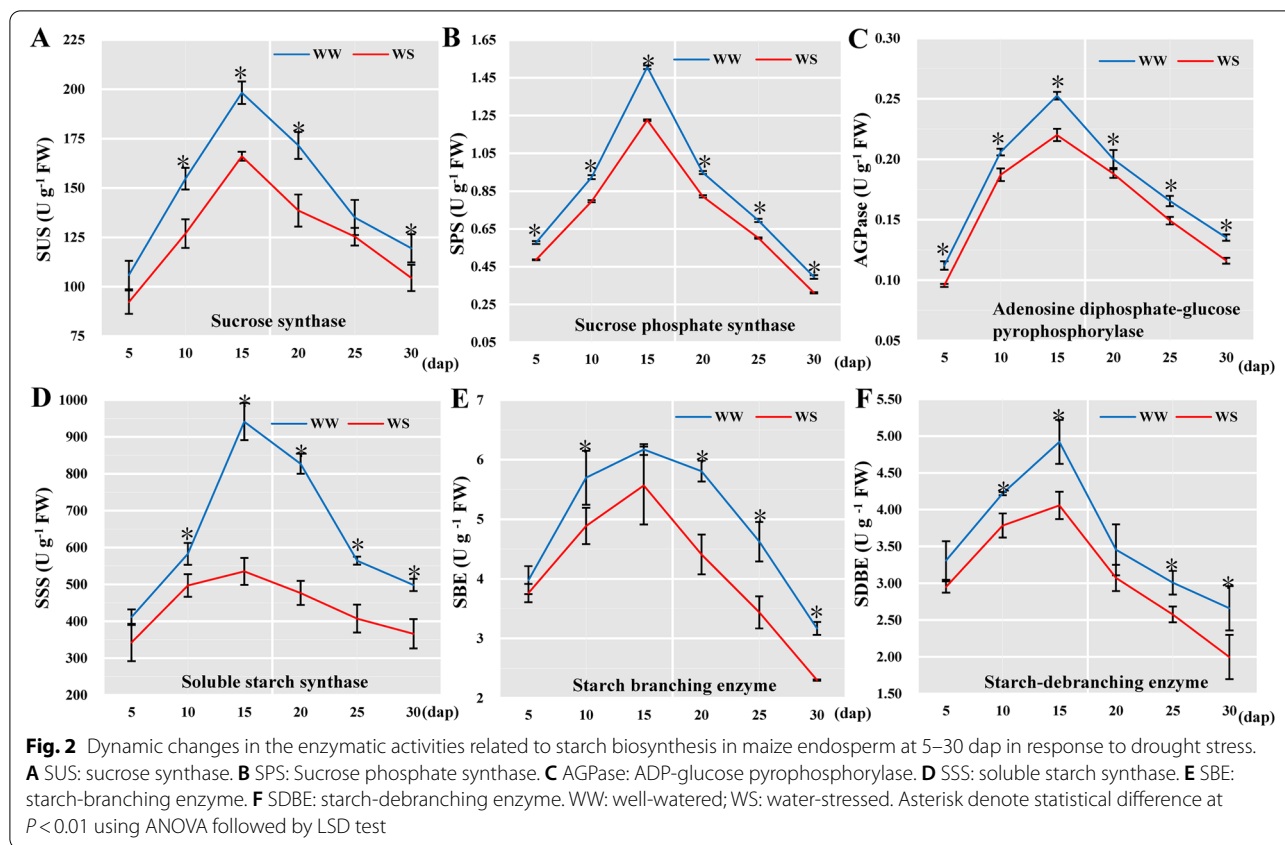 A
225
200
175
150
125
100
75
SUS (U g⁻¹ FW)
WW
WS
*
*
*
*
Sucrose synthase
5 10 15 20 25 30 (dap)
B
1.65
1.45
1.25
1.05
0.85
0.65
0.45
0.25
0.05
SPS (U g⁻¹ FW)
WW
WS
*
*
*
*
*
*
Sucrose phosphate synthase
5 10 15 20 25 30 (dap)
C
0.30
0.25
0.20
0.15
0.10
0.05
AGPase (U g⁻¹ FW)
WW
WS
*
*
*
*
*
*
Adenosine diphosphate-glucose
pyrophosphorylase
5 10 15 20 25 30 (dap)
D
1000
900
800
700
600
500
400
300
200
SSS (U g⁻¹ FW)
WW
WS
*
*
*
*
*
Soluble starch synthase
5 10 15 20 25 30 (dap)
E
7
6
5
4
3
2
SBE (U g⁻¹ FW)
WW
WS
*
*
*
*
Starch branching enzyme
5 10 15 20 25 30 (dap)
F
5.50
5.00
4.50
4.00
3.50
3.00
2.50
2.00
1.50
SDBE (U g⁻¹ FW)
WW
WS
*
*
*
*
Starch-debranching enzyme
5 10 15 20 25 30 (dap)
Fig. 2 Dynamic changes in the enzymatic activities related to starch biosynthesis in maize endosperm at 5–30 dap in response to drought stress.
A SUS: sucrose synthase. B SPS: Sucrose phosphate synthase. C AGPase: ADP-glucose pyrophosphorylase. D SSS: soluble starch synthase. E SBE:
starch-branching enzyme. F SDBE: starch-debranching enzyme. WW: well-watered; WS: water-stressed. Asterisk denote statistical difference at
P < 0.01 using ANOVA followed by LSD test